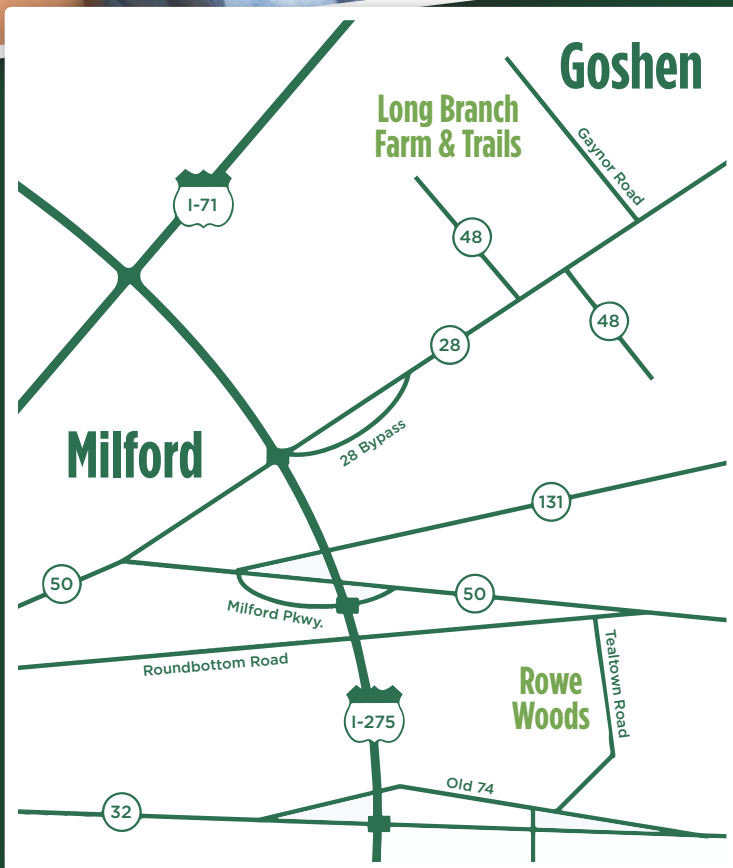 Goshen
Long Branch
Farm & Trails
Gaynor Road
I-71
48
48
28
Milford
28 Bypass
131
50
50
Milford Pkwy.
Roundbottom Road
Tealtown Road
Rowe
Woods
I-275
Old 74
32